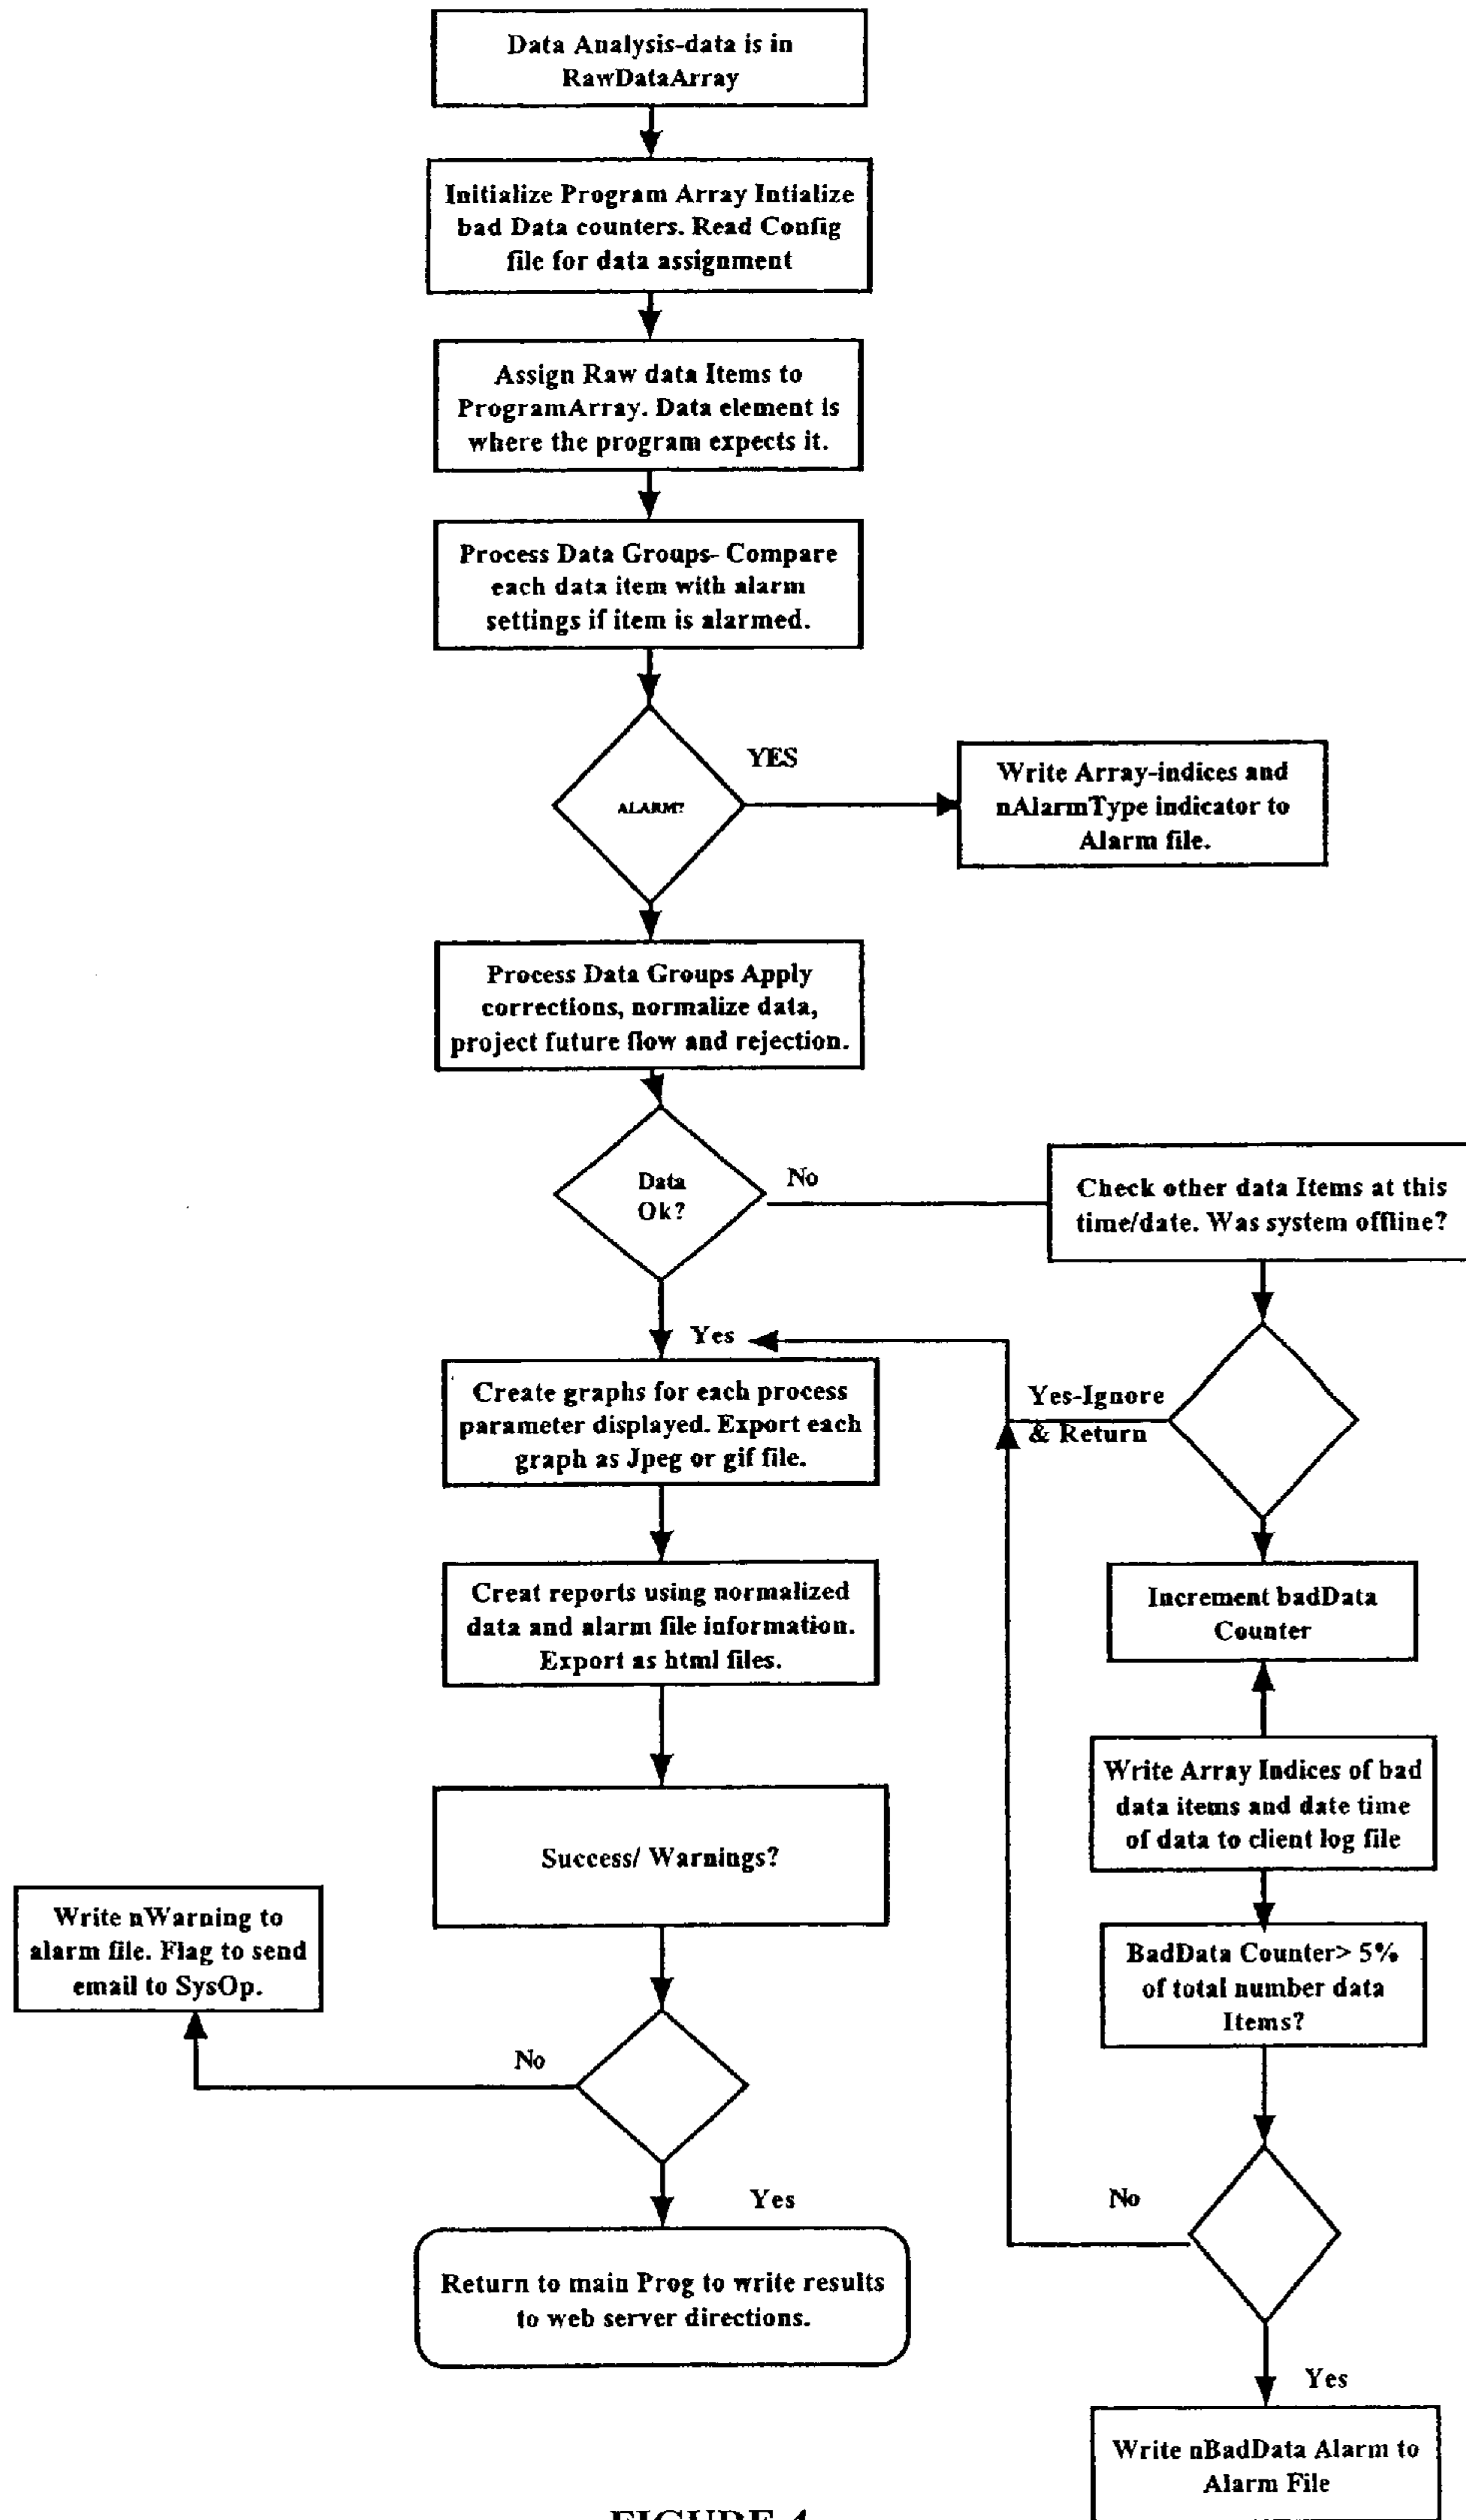 Data Analysis-data is in
RawDataArray
Initialize Program Array Intialize
bad Data counters. Read Config
file for data assignment
Assign Raw data Items to
ProgramArray. Data element is
where the program expects it.
Process Data Groups- Compare
each data item with alarm
settings if item is alarmed.
ALARM?
YES
Write Array-indices and
nAlarmType indicator to
Alarm file.
Process Data Groups Apply
corrections, normalize data,
project future flow and rejection.
Data
Ok?
No
Check other data Items at this
time/date. Was system offline?
Yes
Yes-Ignore
& Return
Create graphs for each process
parameter displayed. Export each
graph as Jpeg or gif file.
Creat reports using normalized
data and alarm file information.
Export as html files.
Increment badData
Counter
Write Array Indices of bad
data items and date time
of data to client log file
Success/ Warnings?
Write nWarning to
alarm file. Flag to send
email to SysOp.
BadData Counter> 5%
of total number data
Items?
No
Yes
No
Return to main Prog to write results
to web server directions.
Yes
Write nBadData Alarm to
Alarm File
FIGURE 4